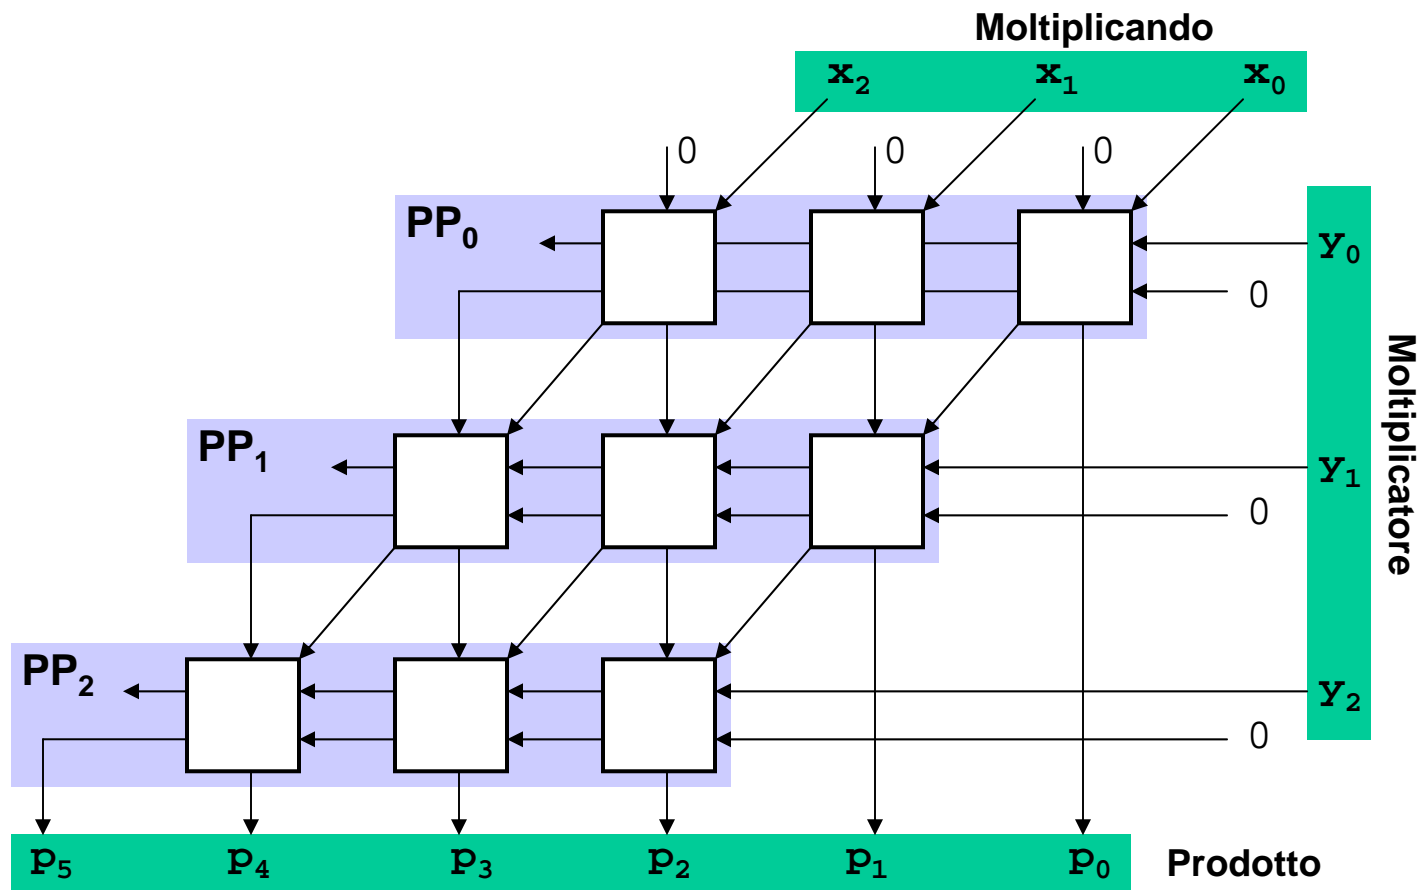 Moltiplicando
x2 x1 x0
0 0 0
PP0
y0
0
Moltiplicatore
PP1
y1
0
PP2
y2
0
p5 p4 p3 p2 p1 p0
Prodotto